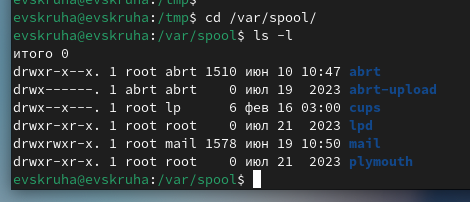 evskruha@evskruha:/tmp$
evskruha@evskruha:/tmp$ cd /var/spool/
evskruha@evskruha:/var/spool$ ls -l
итого 0
drwxr-x--x. 1 root abrt 1510 июн 10 10:47 abrt
drwx------. 1 abrt abrt    0 июл 19  2023 abrt-upload
drwx--x---. 1 root lp      6 фев 16 03:00 cups
drwxr-xr-x. 1 root root    0 июл 21  2023 lpd
drwxrwxr-x. 1 root mail 1578 июн 19 10:50 mail
drwxr-xr-x. 1 root root    0 июл 21  2023 plymouth
evskruha@evskruha:/var/spool$